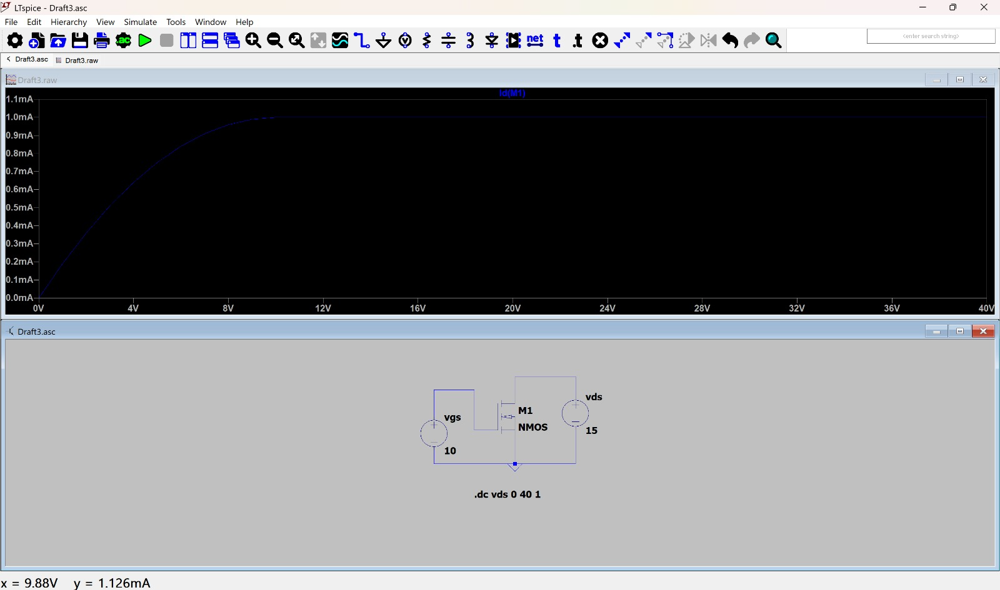 LTspice - Draft3.asc
File Edit Hierarchy View Simulate Tools Window Help
.ac net t .t
<enter search string>
Draft3.asc Draft3.raw
Draft3.raw
Id(M1)
1.1mA
1.0mA
0.9mA
0.8mA
0.7mA
0.6mA
0.5mA
0.4mA
0.3mA
0.2mA
0.1mA
0.0mA
0V 4V 8V 12V 16V 20V 24V 28V 32V 36V 40V
Draft3.asc
vds
M1
vgs
NMOS
15
10
.dc vds 0 40 1
x = 9.88V y = 1.126mA